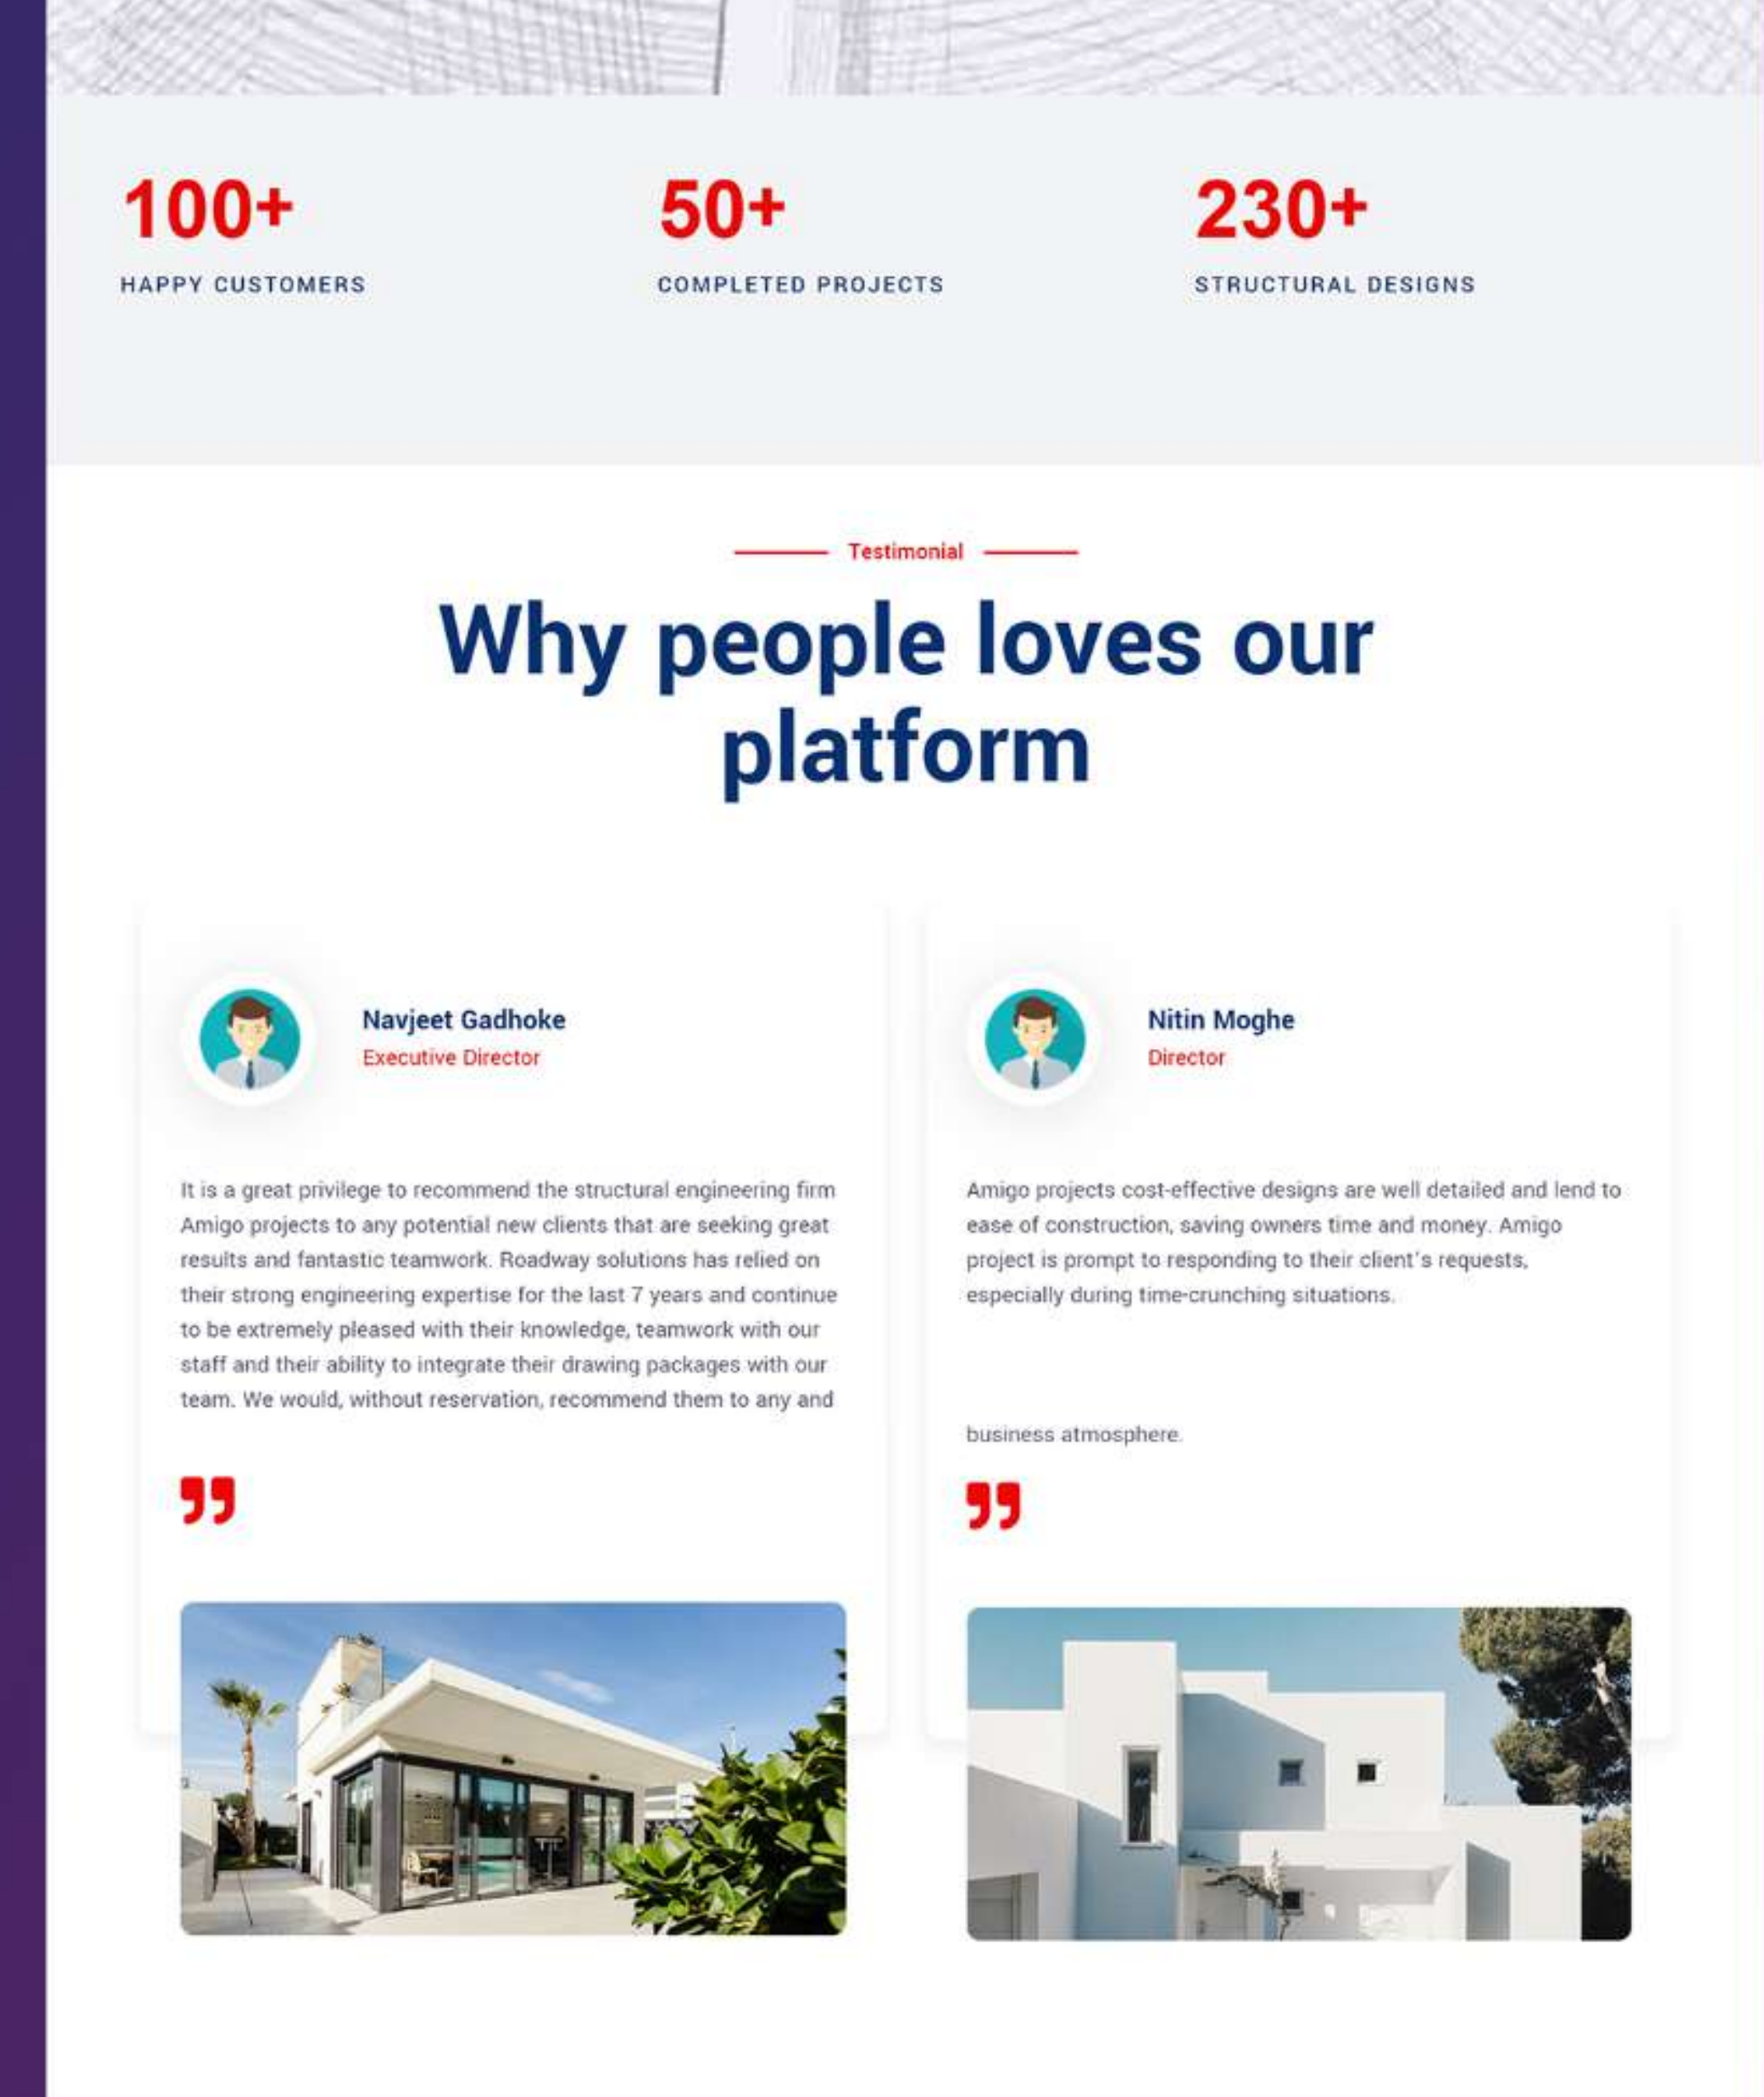 100+
50+
230+
HAPPY CUSTOMERS
COMPLETED PROJECTS
STRUCTURAL DESIGNS
Testimonial
Why people loves our
platform
Navjeet Gadhoke
Executive Director
It is a great privilege to recommend the structural engineering firm
Amigo projects to any potential new clients that are seeking great
results and fantastic teamwork. Roadway solutions has relied on
their strong engineering expertise for the last 7 years and continue
to be extremely pleased with their knowledge, teamwork with our
staff and their ability to integrate their drawing packages with our
team. We would, without reservation, recommend them to any and
Nitin Moghe
Director
Amigo projects cost-effective designs are well detailed and lend to
ease of construction, saving owners time and money. Amigo
project is prompt to responding to their client's requests,
especially during time-crunching situations.
business atmosphere.